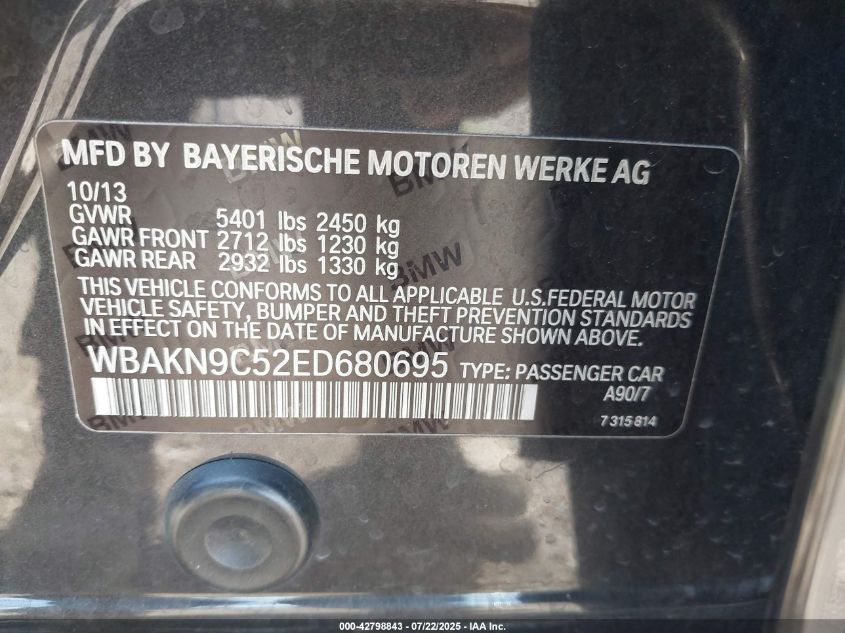 MFD BY BAYERISCHE MOTOREN WERKE AG
10/13
GVWR 5401 lbs 2450 kg
GAWR FRONT 2712 lbs 1230 kg
GAWR REAR 2932 lbs 1330 kg
THIS VEHICLE CONFORMS TO ALL APPLICABLE U.S.FEDERAL MOTOR
VEHICLE SAFETY, BUMPER AND THEFT PREVENTION STANDARDS
IN EFFECT ON THE DATE OF MANUFACTURE SHOWN ABOVE.
WBAKN9C52ED680695 TYPE: PASSENGER CAR
A90/7
7 315 814
000-42798843 / 07/22/2025 - IAA Inc.